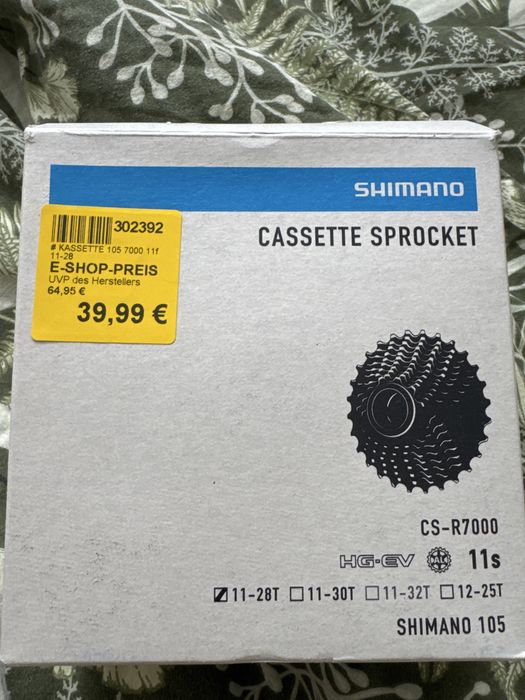 SHIMANO
CASSETTE SPROCKET
302392
# KASSETTE 105 7000 11f
11-28
E-SHOP-PREIS
UVP des Herstellers
64,95 €
39,99 €
CS-R7000
HG-EV 11s
11-28T 11-30T 11-32T 12-25T
SHIMANO 105